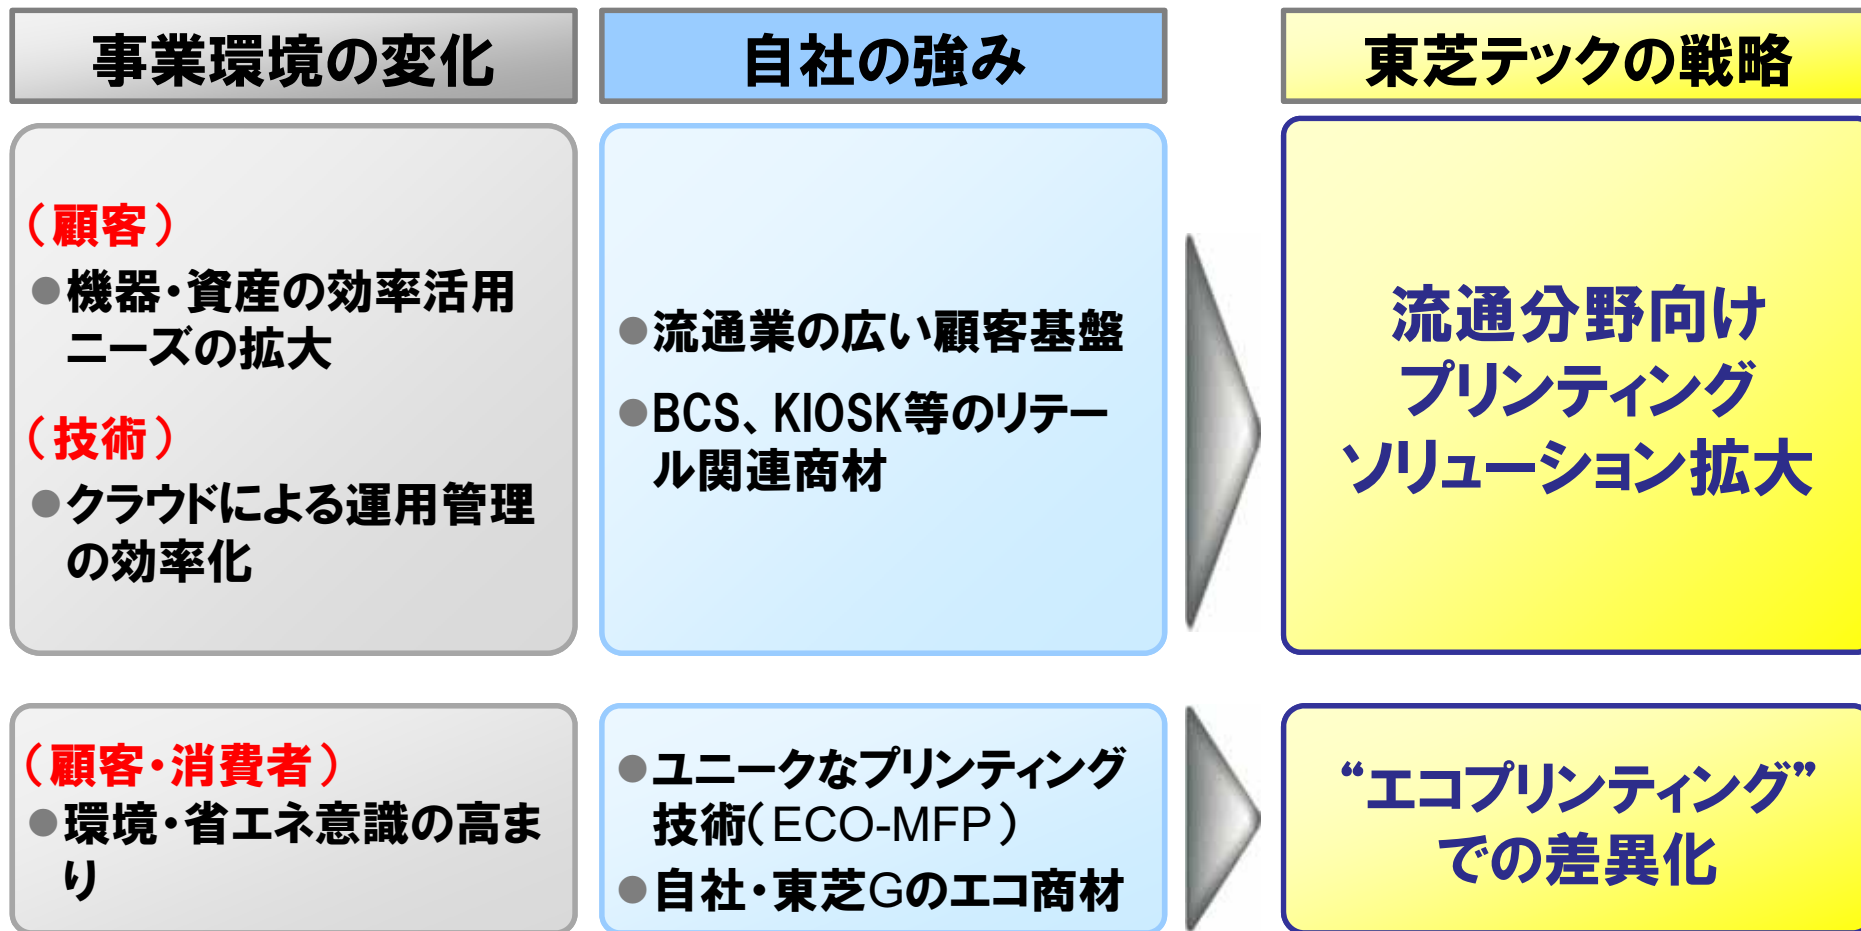 事業環境の変化
自社の強み
東芝テックの戦略
（顧客）
●機器・資産の効率活用
ニーズの拡大
（技術）
●クラウドによる運用管理
の効率化
●流通業の広い顧客基盤
●BCS、KIOSK等のリテー
ル関連商材
流通分野向け
プリンティング
ソリューション拡大
（顧客・消費者）
●環境・省エネ意識の高ま
り
●ユニークなプリンティング
技術（ECO-MFP）
●自社・東芝Gのエコ商材
“エコプリンティング”
での差異化